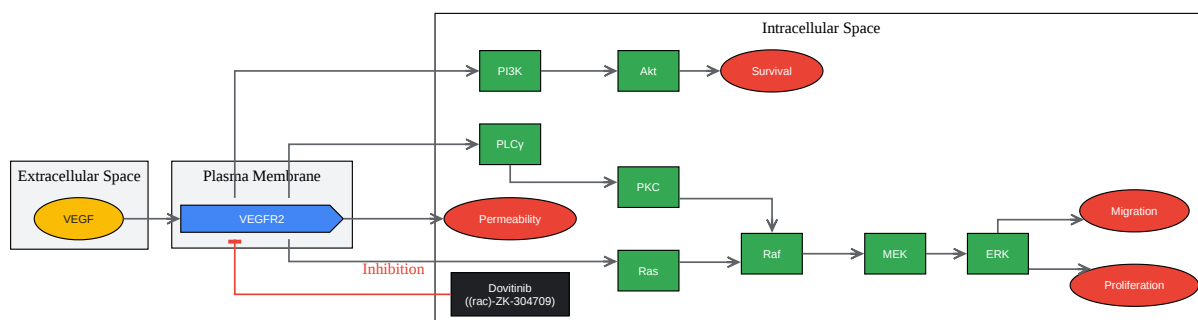 Intracellular Space
PI3K
Akt
Survival
PLCγ
Extracellular Space
Plasma Membrane
PKC
VEGF
VEGFR2
Permeability
Migration
Raf
MEK
ERK
Inhibition
Ras
Dovitinib
((rac)-ZK-304709)
Proliferation